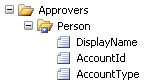 Approvers
Person
DisplayName
AccountId
AccountType